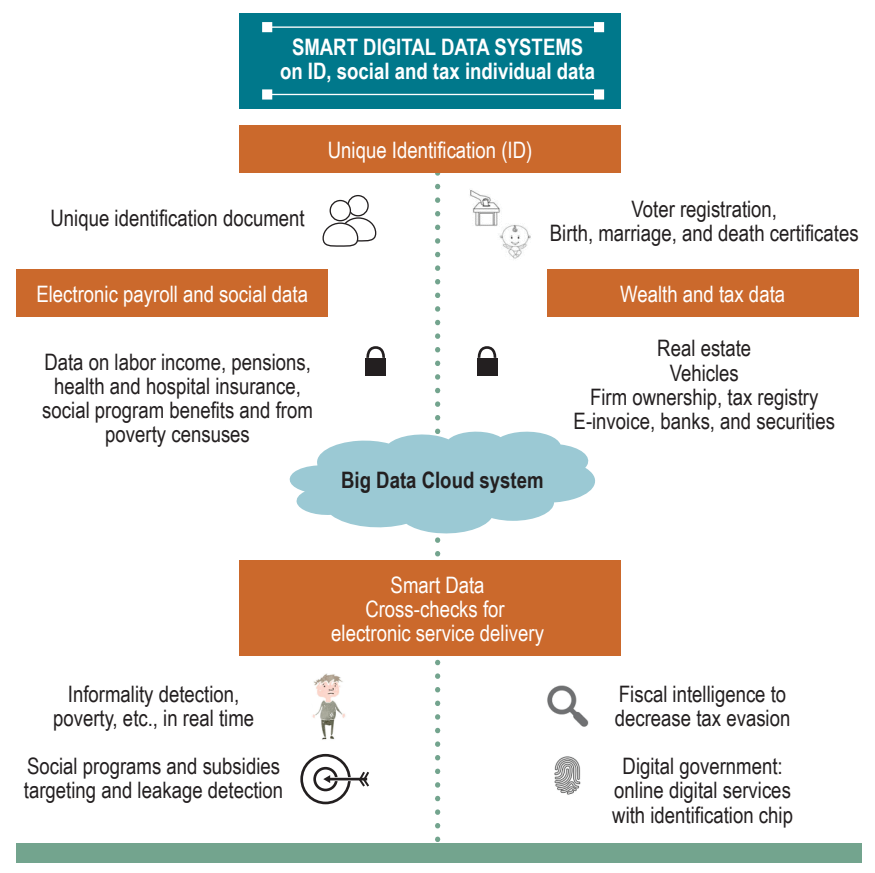 SMART DIGITAL DATA SYSTEMS
on ID, social and tax individual data
Unique Identification (ID)
Unique identification document
Voter registration,
Birth, marriage, and death certificates
Electronic payroll and social data
Wealth and tax data
Data on labor income, pensions,
health and hospital insurance,
social program benefits and from
poverty censuses
Real estate
Vehicles
Firm ownership, tax registry
E-invoice, banks, and securities
Big Data Cloud system
Smart Data
Cross-checks for
electronic service delivery
Informality detection,
poverty, etc., in real time
Fiscal intelligence to
decrease tax evasion
Social programs and subsidies
targeting and leakage detection
Digital government:
online digital services
with identification chip